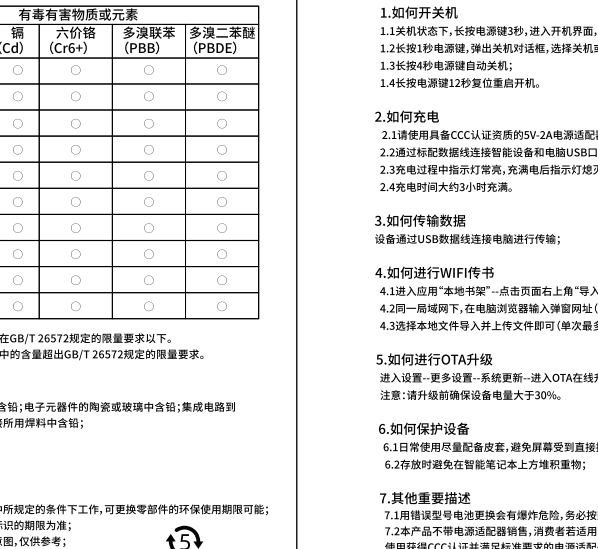 有毒有害物质或元素
镉 六价铬 多溴联苯 多溴二苯醚
(Cd) (Cr6+) (PBB) (PBDE)
○ ○ ○ ○
○ ○ ○ ○
○ ○ ○ ○
○ ○ ○ ○
○ ○ ○ ○
○ ○ ○ ○
○ ○ ○ ○
○ ○ ○ ○
○ ○ ○ ○
○ ○ ○ ○
在GB/T 26572规定的限量要求以下。
中的含量超出GB/T 26572规定的限量要求。
含铅；电子元器件的陶瓷或玻璃中含铅；集成电路到
所用焊料中含铅；
所规定的条件下工作，可更换零部件的环保使用期限可能；
标识的期限为准；
图，仅供参考；
5
1.如何开关机
1.1关机状态下，长按电源键3秒，进入开机界面，
1.2长按1秒电源键，弹出关机对话框，选择关机或
1.3长按4秒电源键自动关机；
1.4长按电源键12秒复位重启开机。
2.如何充电
2.1请使用具备CCC认证资质的5V-2A电源适配器
2.2通过标配数据线连接智能设备和电脑USB口
2.3充电过程中指示灯常亮，充满电后指示灯熄灭
2.4充电时间大约3小时充满。
3.如何传输数据
设备通过USB数据线连接电脑进行传输；
4.如何进行WIFI传书
4.1进入应用“本地书架”--点击页面右上角“导入
4.2同一局域网下，在电脑浏览器输入弹窗网址（
4.3选择本地文件导入并上传文件即可（单次最多
5.如何进行OTA升级
进入设置--更多设置--系统更新--进入OTA在线升
注意：请升级前确保设备电量大于30%。
6.如何保护设备
6.1日常使用尽量配备皮套，避免屏幕受到直接
6.2存放时避免在智能笔记本上方堆积重物；
7.其他重要描述
7.1用错误型号电池更换会有爆炸危险，务必按
7.2本产品不带电源适配器销售，消费者若适用
使用获得CCC认证并满足标准要求的电源适配